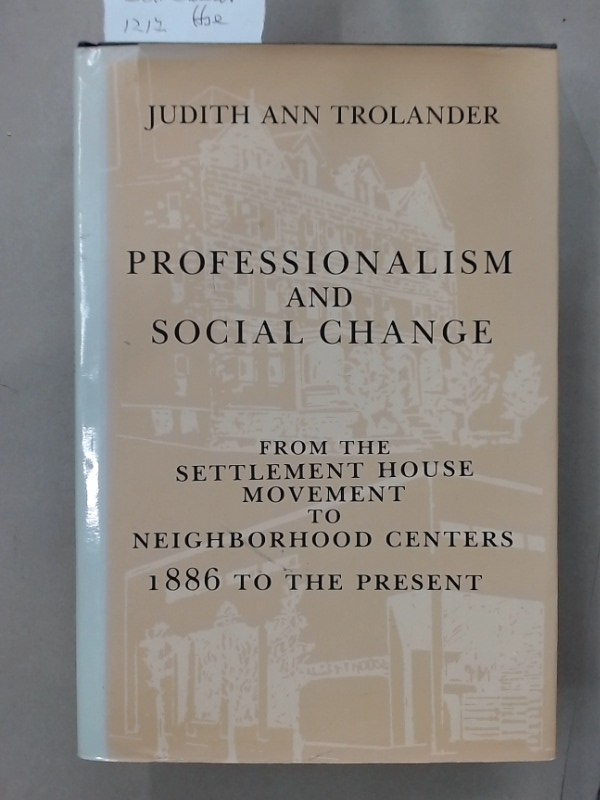 1212
JUDITH ANN TROLANDER
PROFESSIONALISM
AND
SOCIAL CHANGE
FROM THE
SETTLEMENT HOUSE
MOVEMENT
TO
NEIGHBORHOOD CENTERS
1886 TO THE PRESENT